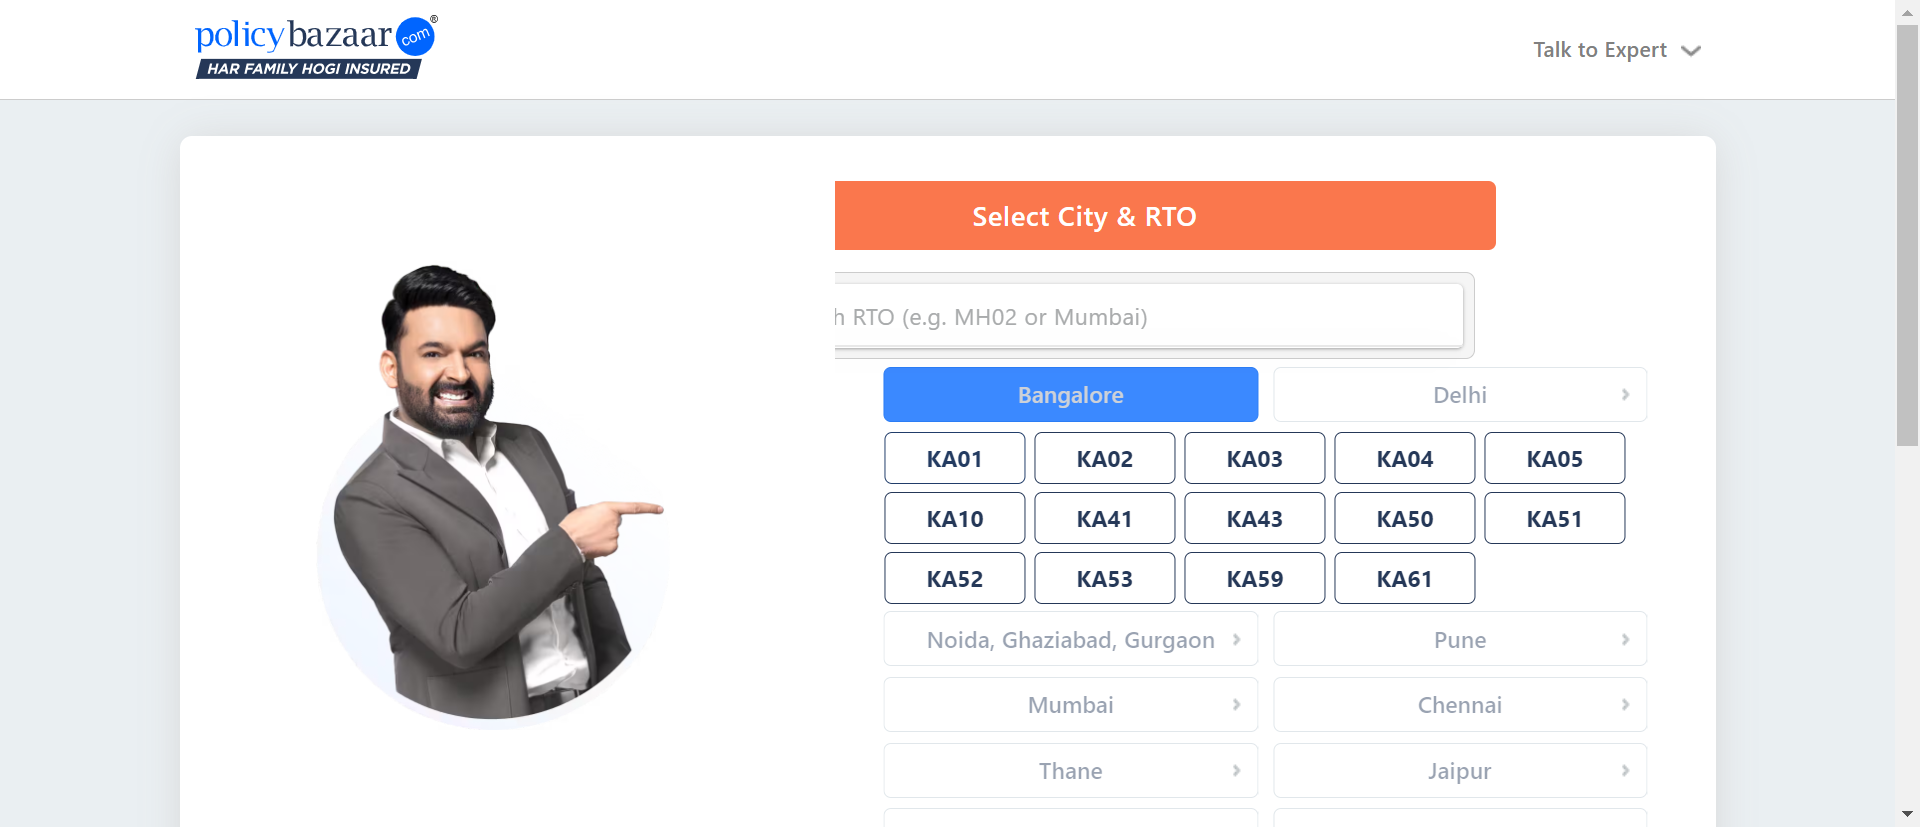 policybazaar com ®
HAR FAMILY HOGI INSURED
Talk to Expert
Select City & RTO
h RTO (e.g. MH02 or Mumbai)
Bangalore
Delhi
KA01 KA02 KA03 KA04 KA05
KA10 KA41 KA43 KA50 KA51
KA52 KA53 KA59 KA61
Noida, Ghaziabad, Gurgaon
Pune
Mumbai
Chennai
Thane
Jaipur